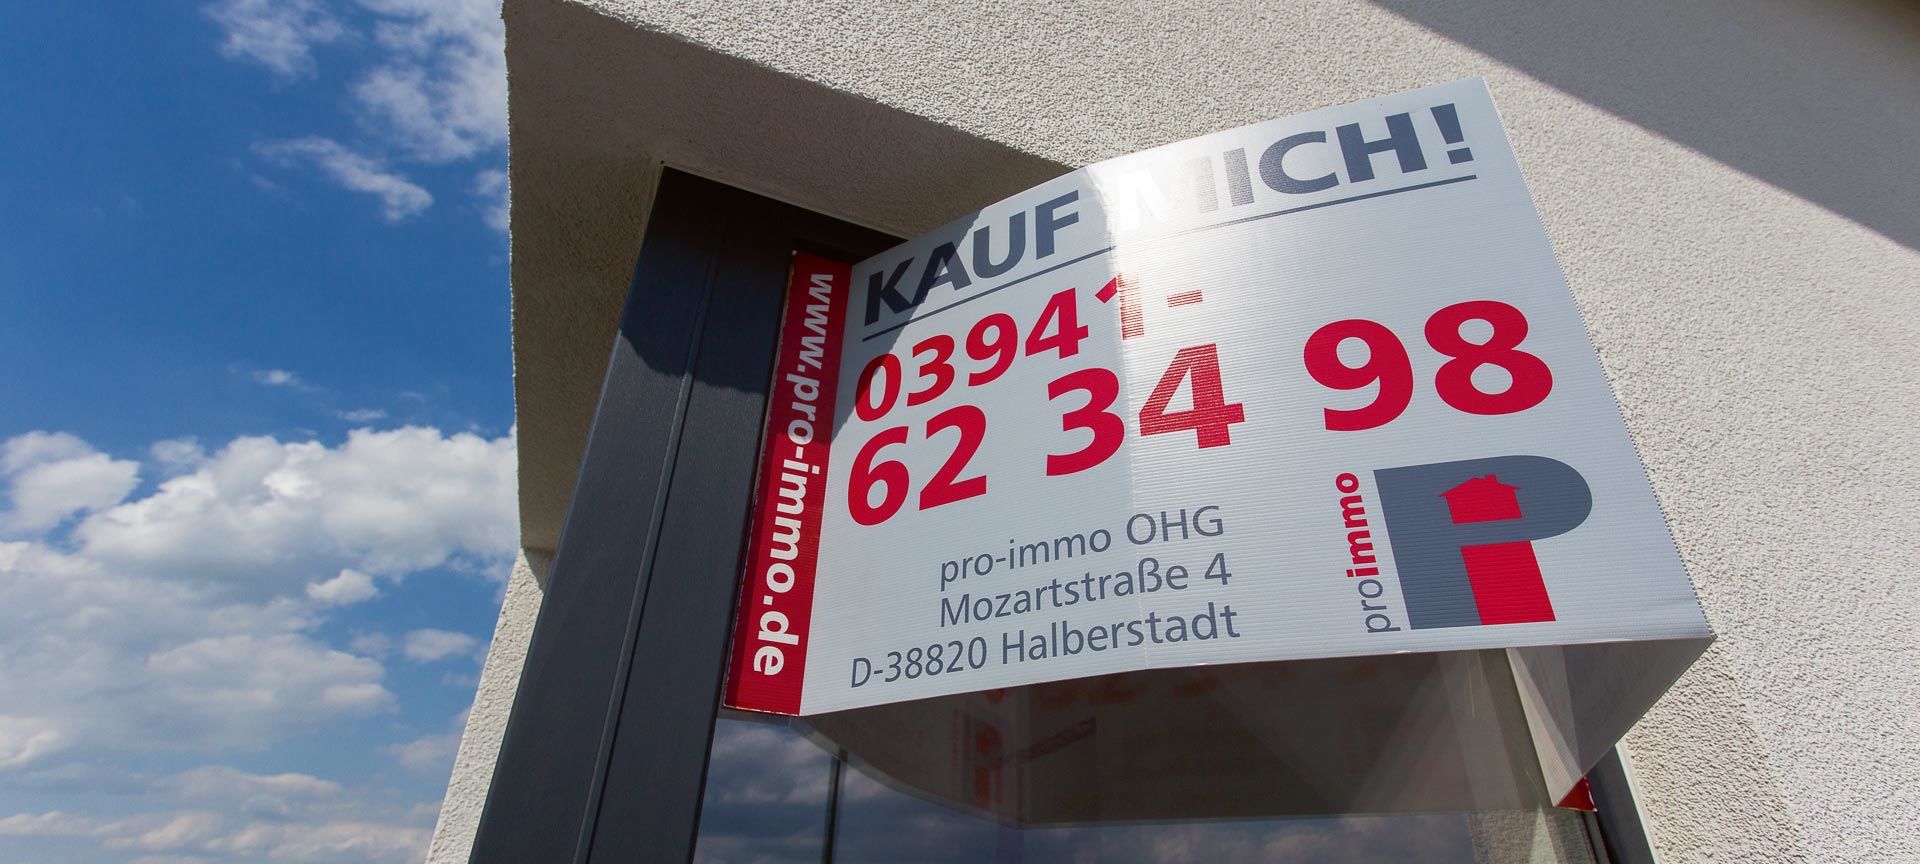 KAUF MICH!
03941-
62 34 98
pro-immo OHG
Mozartstraße 4
D-38820 Halberstadt
www.pro-immo.de
proimmo